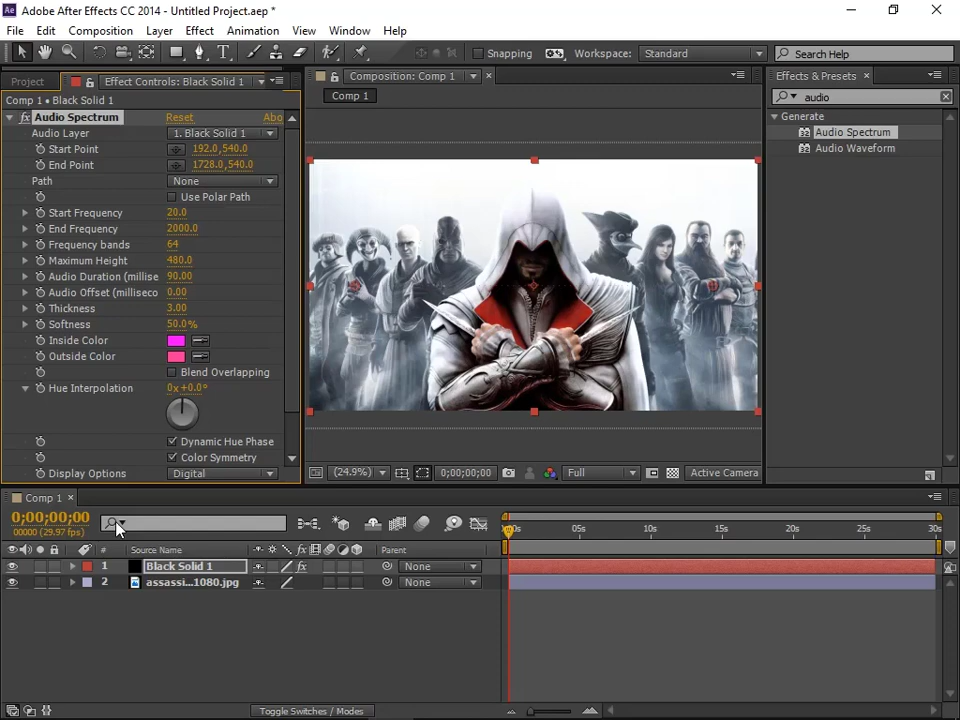 Ae Adobe After Effects CC 2014 - Untitled Project.aep *
File Edit Composition Layer Effect Animation View Window Help
Snapping Workspace: Standard Search Help
Project Effect Controls: Black Solid 1
Composition: Comp 1
Effects & Presets
Comp 1 • Black Solid 1
Comp 1
audio
fx Audio Spectrum Reset Abo
Generate
Audio Layer 1. Black Solid 1
Audio Spectrum
Start Point 192.0,540.0
Audio Waveform
End Point 1728.0,540.0
Path None
Use Polar Path
Start Frequency 20.0
End Frequency 2000.0
Frequency bands 64
Maximum Height 480.0
Audio Duration (millise 90.00
Audio Offset (milliseco 0.00
Thickness 3.00
Softness 50.0%
Inside Color
Outside Color
Blend Overlapping
Hue Interpolation 0x+0.0°
Dynamic Hue Phase
Color Symmetry
Display Options Digital
(24.9%) 0;00;00;00 Full Active Camera
Comp 1
0;00;00;00
00000 (29.97 fps)
00s 05s 10s 15s 20s 25s 30s
# Source Name fx Parent
1 Black Solid 1 fx None
2 assassi...1080.jpg None
Toggle Switches / Modes